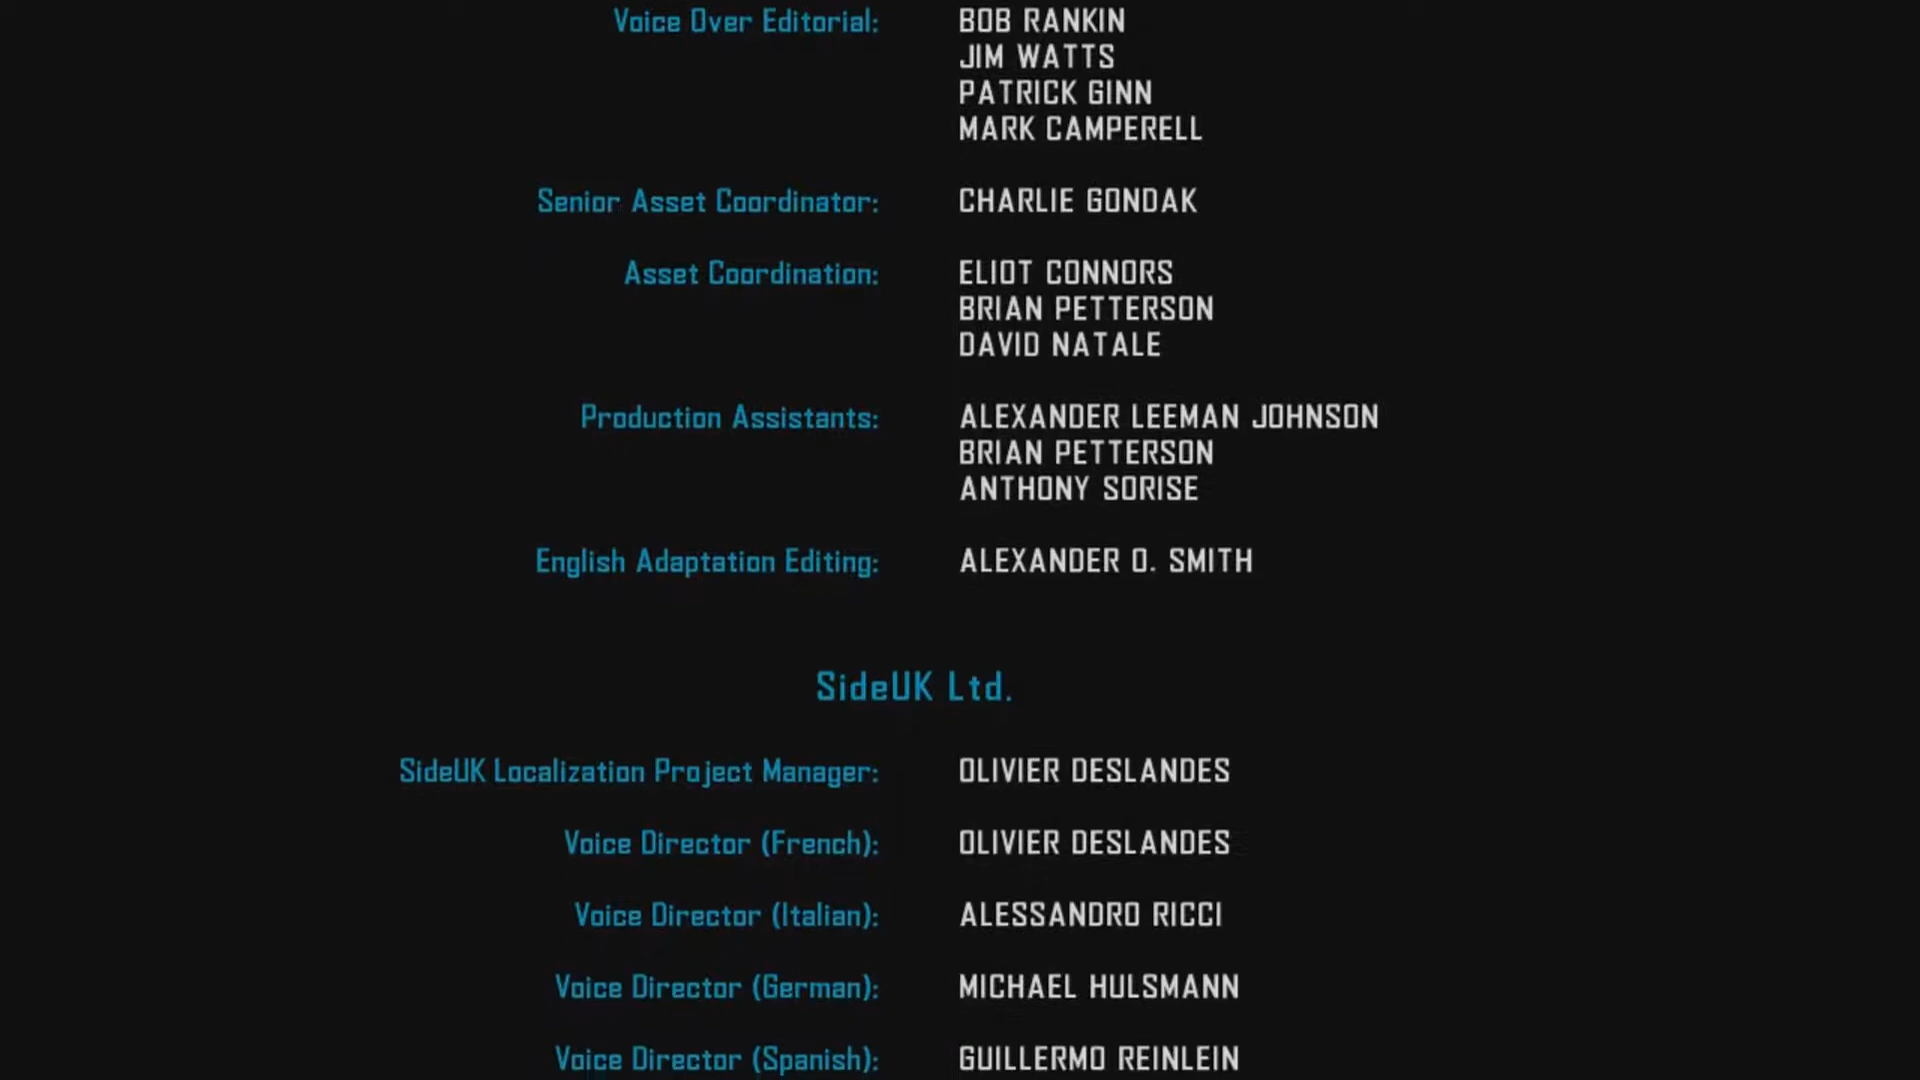 Voice Over Editorial: BOB RANKIN
JIM WATTS
PATRICK GINN
MARK CAMPERELL
Senior Asset Coordinator: CHARLIE GONDAK
Asset Coordination: ELIOT CONNORS
BRIAN PETTERSON
DAVID NATALE
Production Assistants: ALEXANDER LEEMAN JOHNSON
BRIAN PETTERSON
ANTHONY SORISE
English Adaptation Editing: ALEXANDER O. SMITH
SideUK Ltd.
SideUK Localization Project Manager: OLIVIER DESLANDES
Voice Director (French): OLIVIER DESLANDES
Voice Director (Italian): ALESSANDRO RICCI
Voice Director (German): MICHAEL HULSMANN
Voice Director (Spanish): GUILLERMO REINLEIN